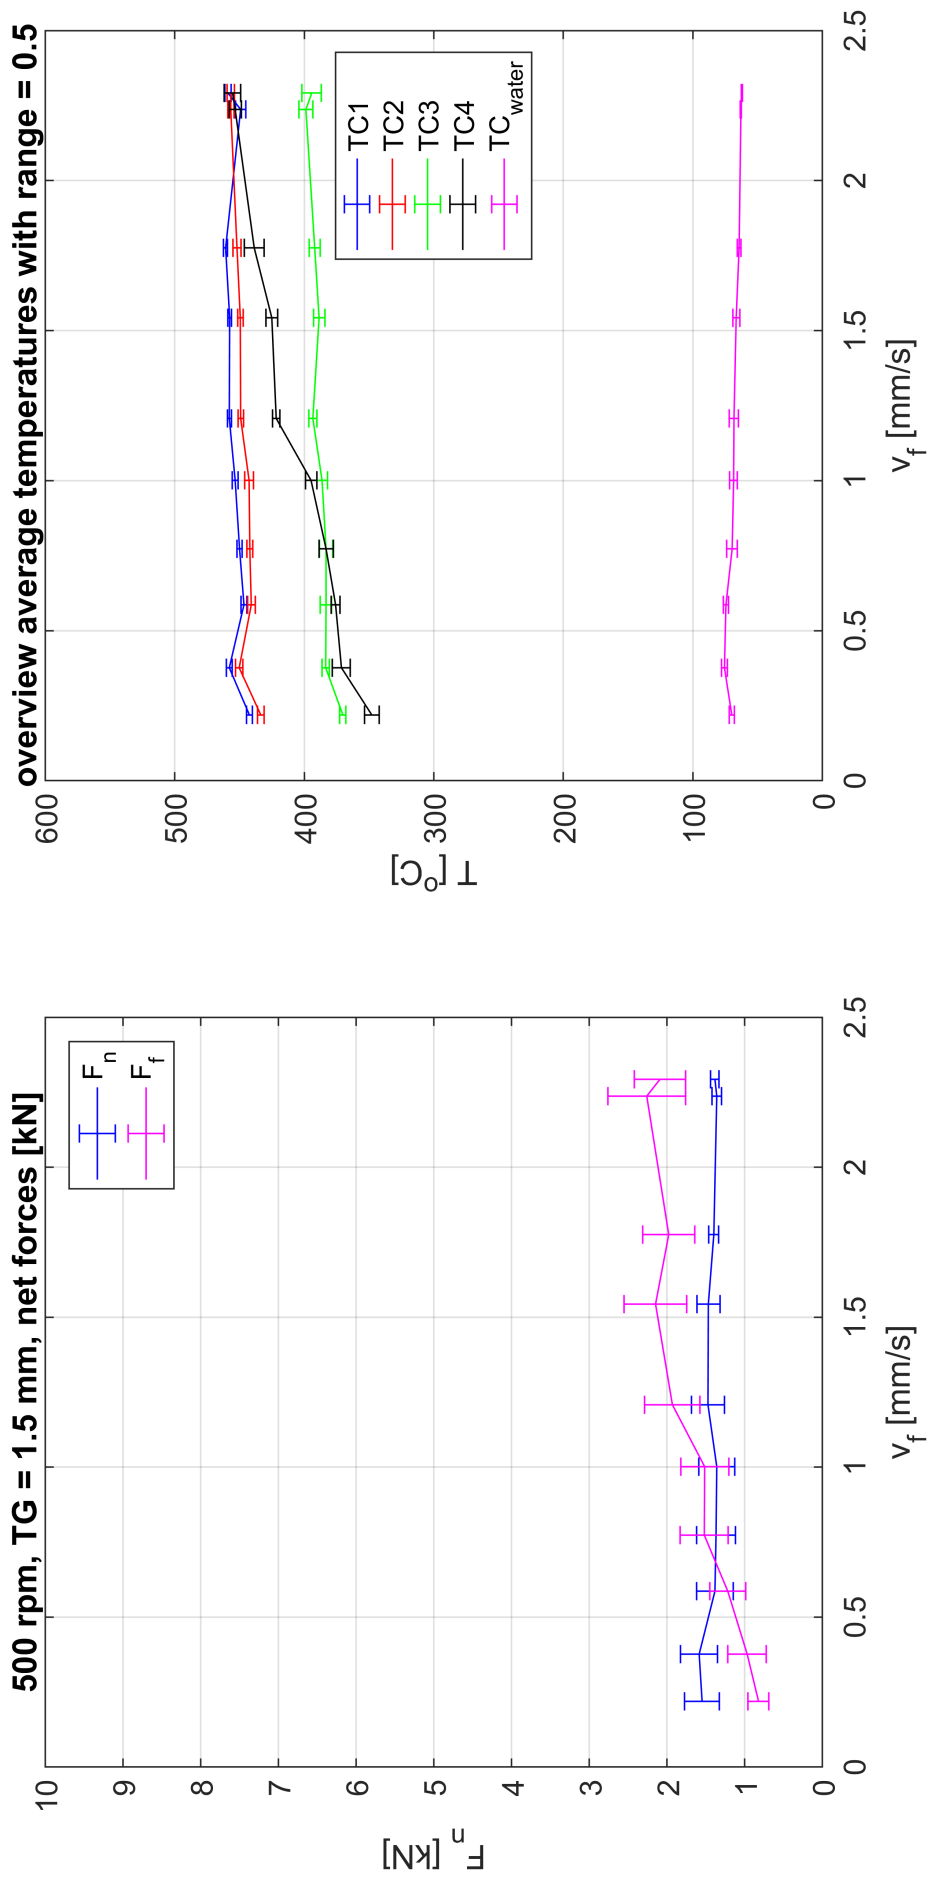 500 rpm, TG = 1.5 mm, net forces [kN]
10
9
8
7
6
5
4
3
2
1
0
F_n [kN]
0
0.5
1
1.5
2
2.5
v_f [mm/s]
F_n
F_f
overview average temperatures with range = 0.5
600
500
400
300
200
100
0
T [°C]
0
0.5
1
1.5
2
2.5
v_f [mm/s]
TC1
TC2
TC3
TC4
TC_water